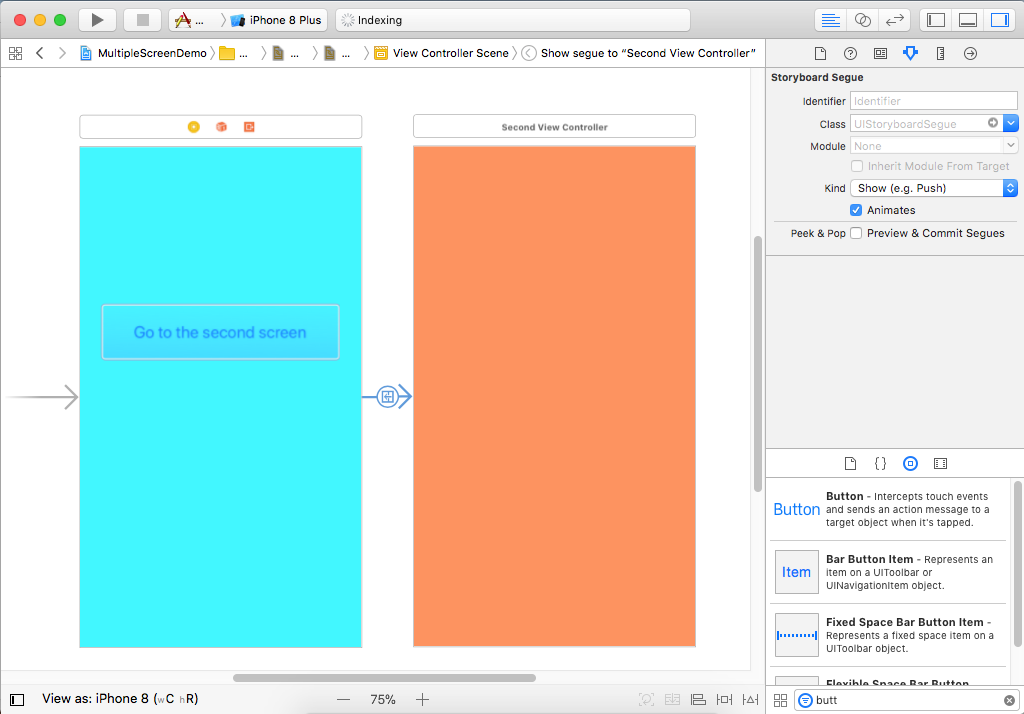 ... iPhone 8 Plus Indexing
MultipleScreenDemo ... ... ... View Controller Scene Show segue to “Second View Controller”
Storyboard Segue
Identifier Identifier
Class UIStoryboardSegue
Module None
Inherit Module From Target
Kind Show (e.g. Push)
Animates
Peek & Pop Preview & Commit Segues
Second View Controller
Go to the second screen
Button
Button - Intercepts touch events
and sends an action message to a
target object when it's tapped.
Item
Bar Button Item - Represents an
item on a UIToolbar or
UINavigationItem object.
Fixed Space Bar Button Item -
Represents a fixed space item on a
UIToolbar object.
Flexible Space Bar Button
View as: iPhone 8 (wC hR) 75% butt